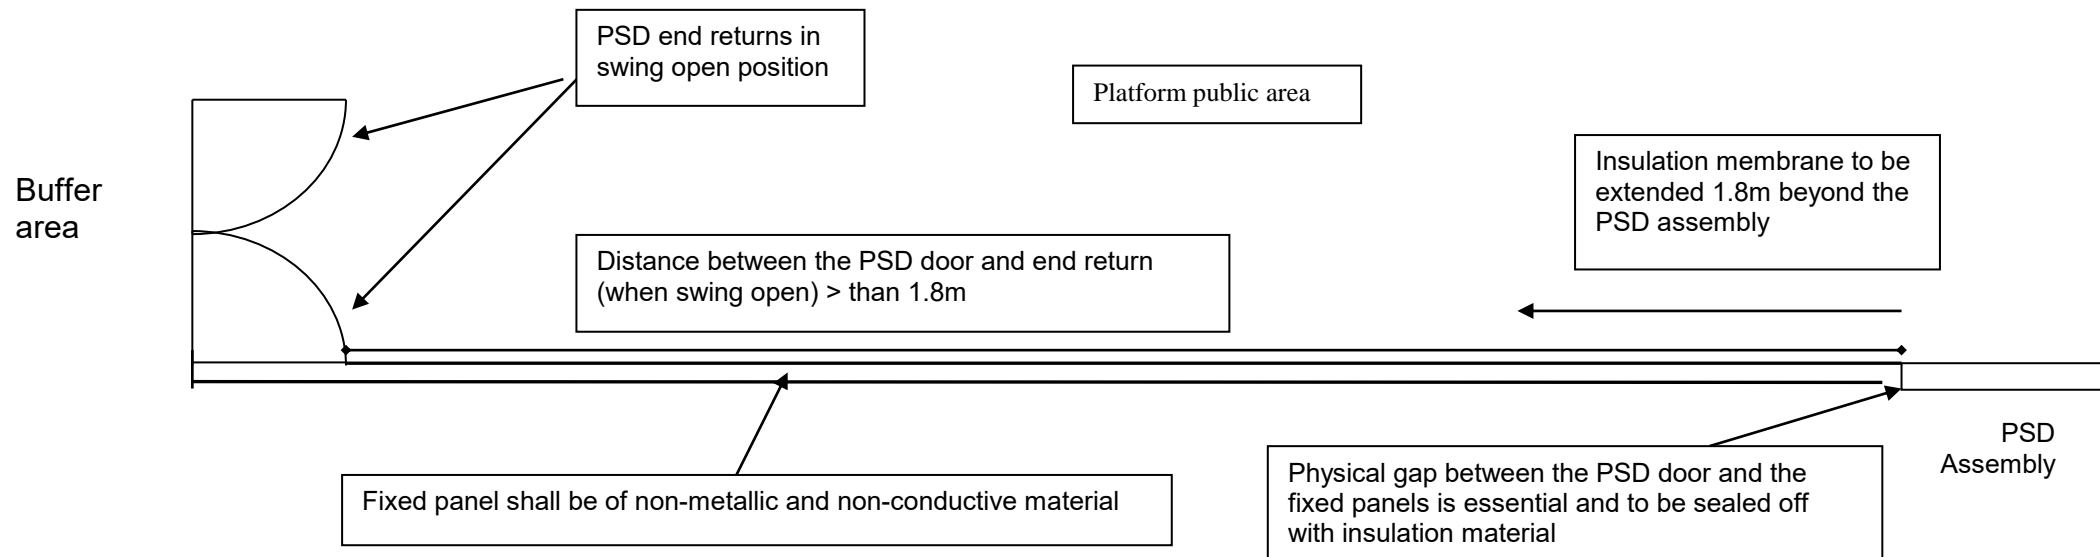 PSD end returns in
swing open position
Platform public area
Insulation membrane to be
extended 1.8m beyond the
PSD assembly
Buffer
area
Distance between the PSD door and end return
(when swing open) > than 1.8m
PSD
Assembly
Fixed panel shall be of non-metallic and non-conductive material
Physical gap between the PSD door and the
fixed panels is essential and to be sealed off
with insulation material